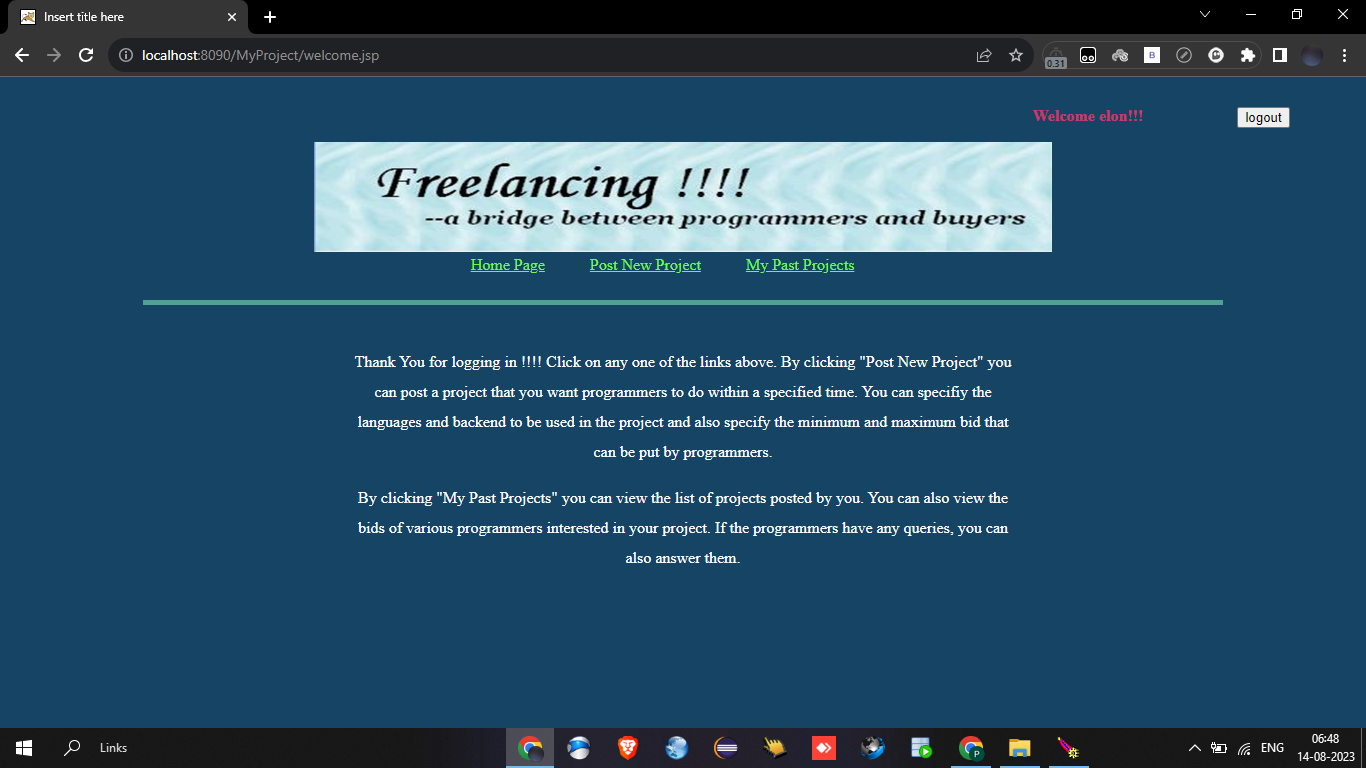 Insert title here
localhost:8090/MyProject/welcome.jsp
0.31
B
Welcome elon!!!
logout
Freelancing !!!!
--a bridge between programmers and buyers
Home Page Post New Project My Past Projects
Thank You for logging in !!!! Click on any one of the links above. By clicking "Post New Project" you
can post a project that you want programmers to do within a specified time. You can specifiy the
languages and backend to be used in the project and also specify the minimum and maximum bid that
can be put by programmers.
By clicking "My Past Projects" you can view the list of projects posted by you. You can also view the
bids of various programmers interested in your project. If the programmers have any queries, you can
also answer them.
Links
P
ENG
06:48
14-08-2023